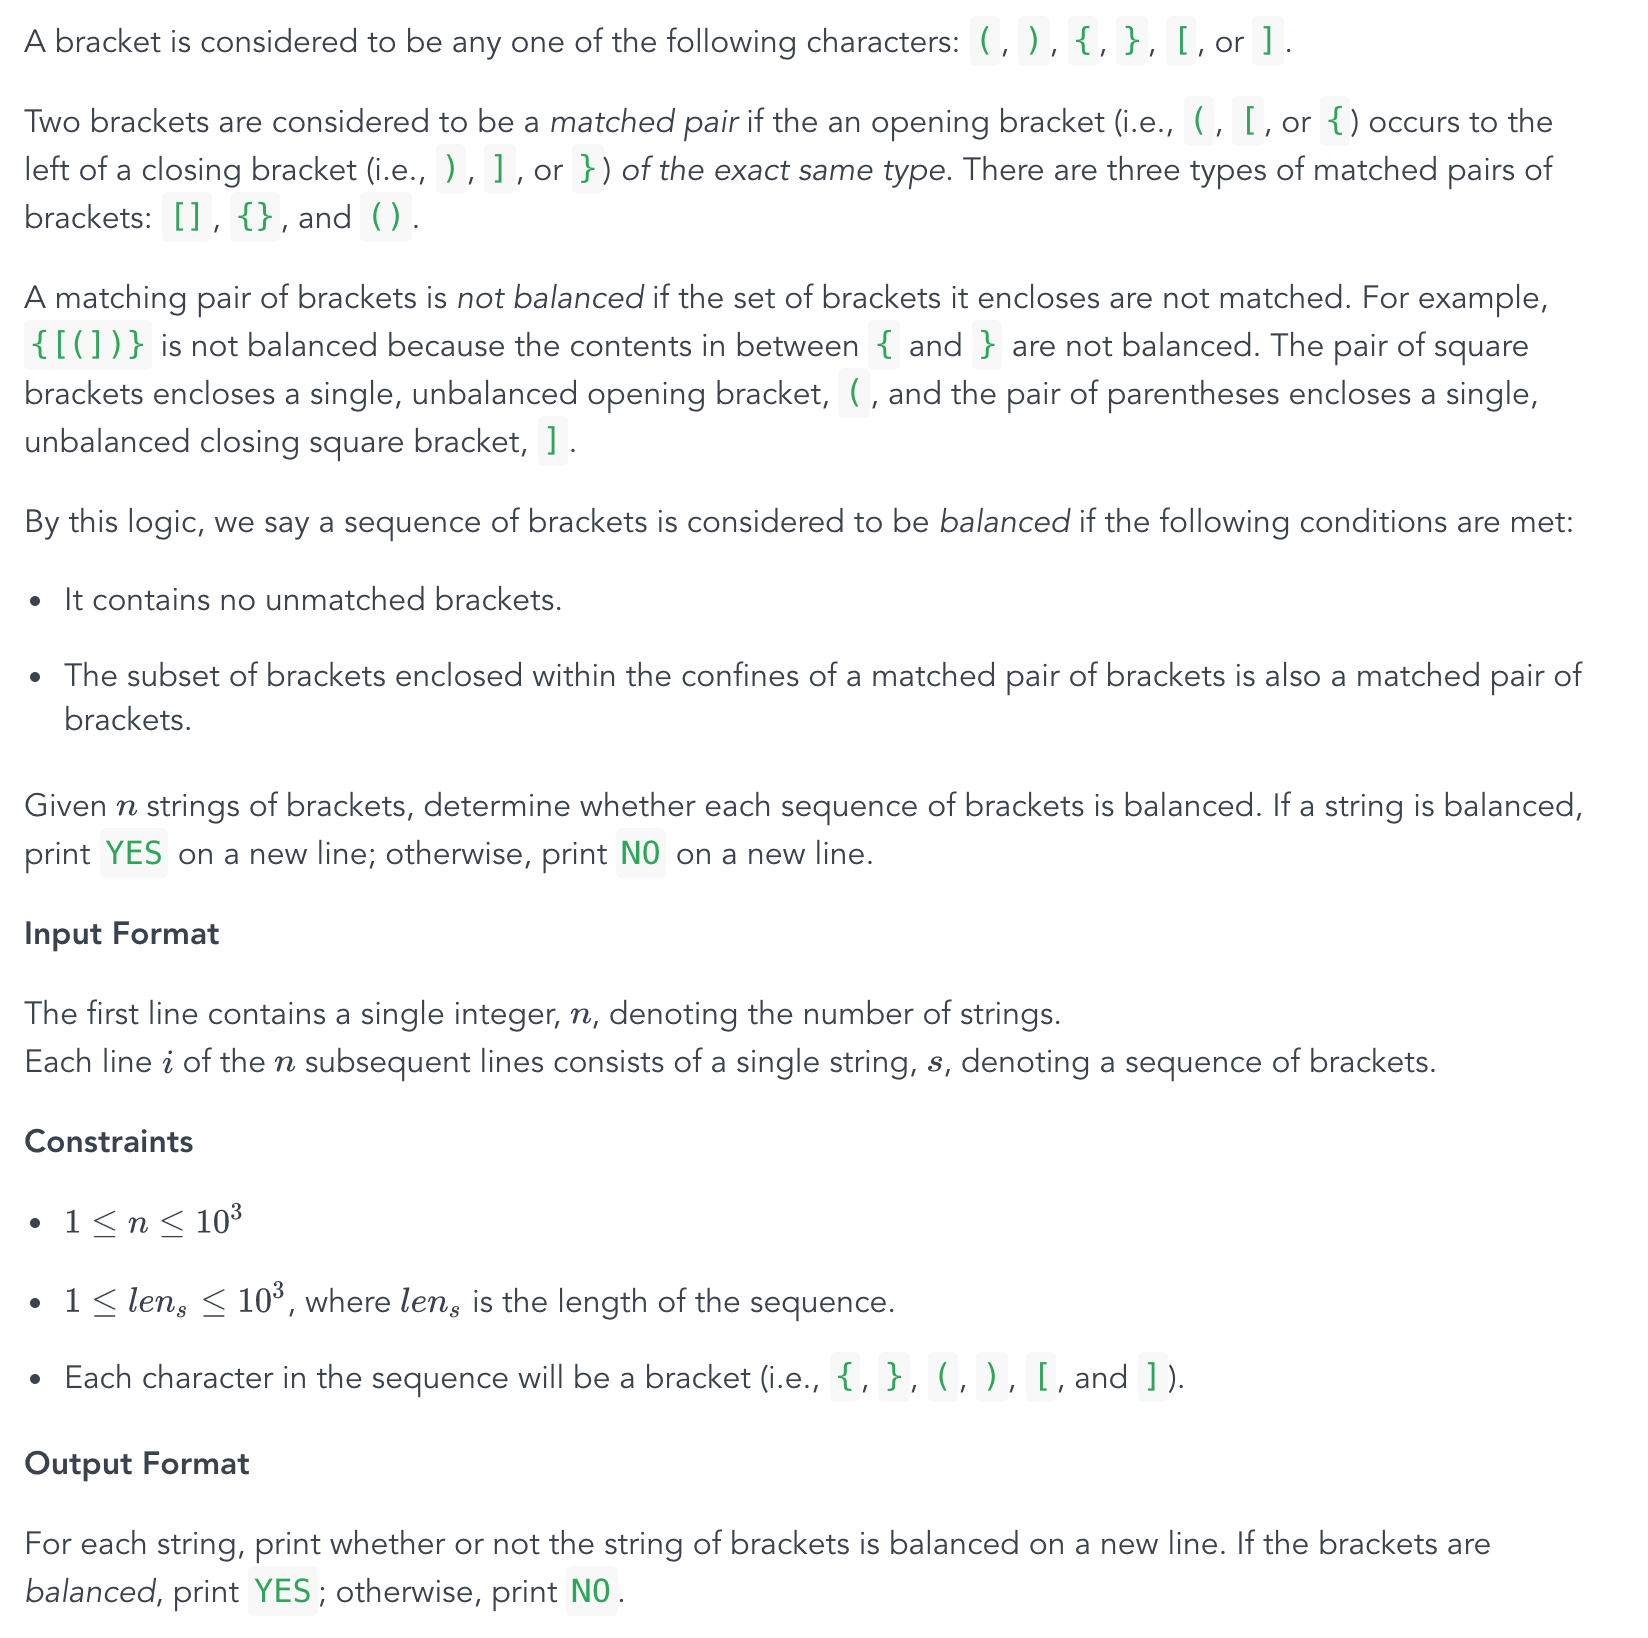 A bracket is considered to be any one of the following characters: (, ), {, }, [, or ].
Two brackets are considered to be a matched pair if the an opening bracket (i.e., (, [, or {) occurs to the
left of a closing bracket (i.e., ), ], or }) of the exact same type. There are three types of matched pairs of
brackets: [], {}, and ().
A matching pair of brackets is not balanced if the set of brackets it encloses are not matched. For example,
{[(])} is not balanced because the contents in between { and } are not balanced. The pair of square
brackets encloses a single, unbalanced opening bracket, (, and the pair of parentheses encloses a single,
unbalanced closing square bracket, ].
By this logic, we say a sequence of brackets is considered to be balanced if the following conditions are met:
• It contains no unmatched brackets.
• The subset of brackets enclosed within the confines of a matched pair of brackets is also a matched pair of
brackets.
Given n strings of brackets, determine whether each sequence of brackets is balanced. If a string is balanced,
print YES on a new line; otherwise, print NO on a new line.
Input Format
The first line contains a single integer, n, denoting the number of strings.
Each line i of the n subsequent lines consists of a single string, s, denoting a sequence of brackets.
Constraints
• 1 ≤ n ≤ 10³
• 1 ≤ lenₛ ≤ 10³, where lenₛ is the length of the sequence.
• Each character in the sequence will be a bracket (i.e., {, }, (, ), [, and ]).
Output Format
For each string, print whether or not the string of brackets is balanced on a new line. If the brackets are
balanced, print YES; otherwise, print NO.